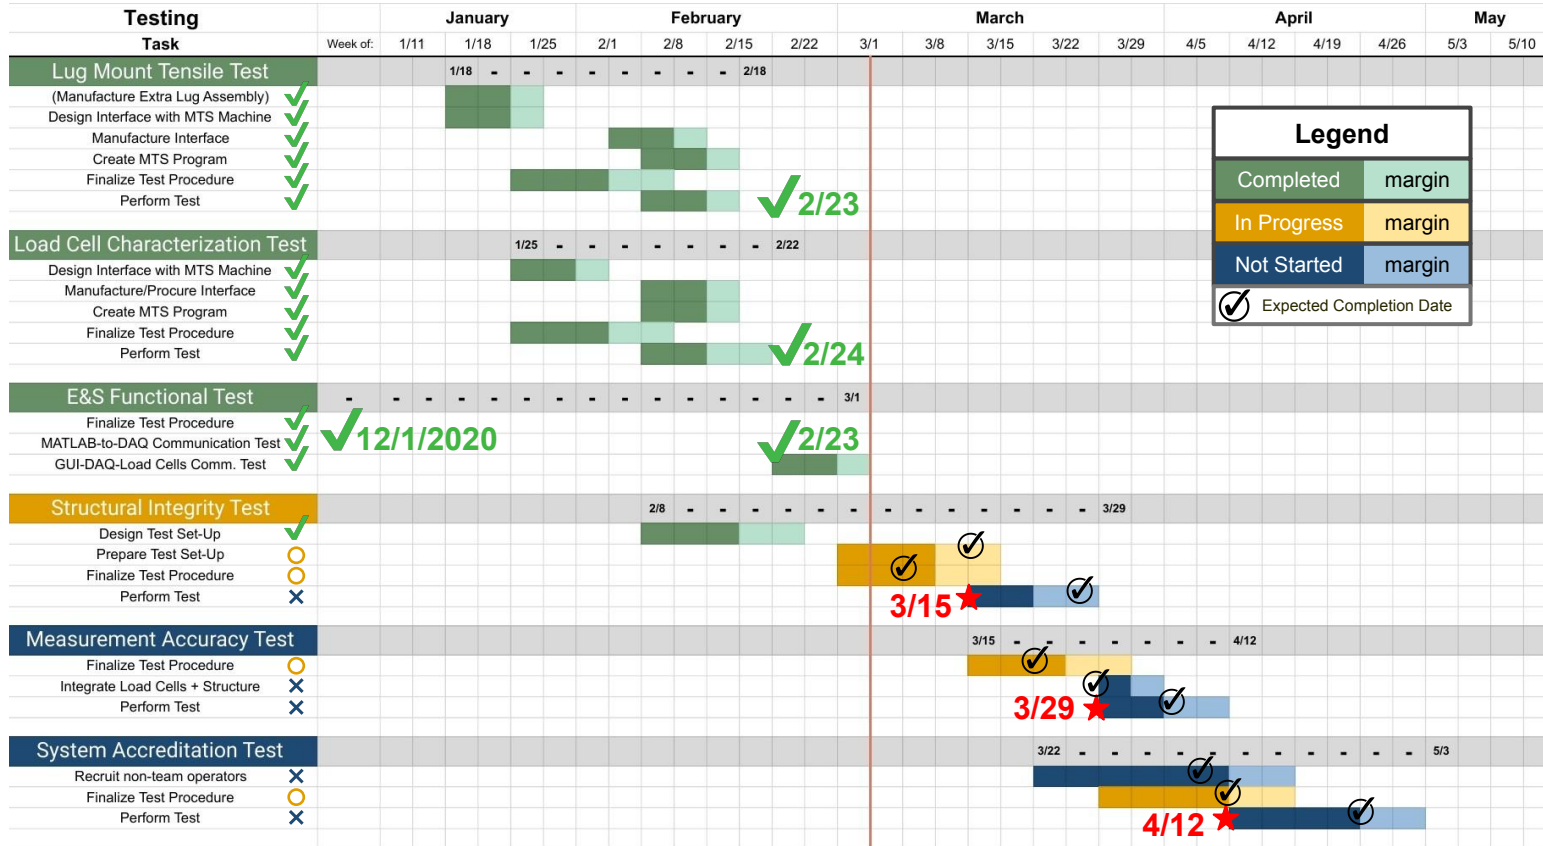 Testing January February March April May
Task Week of: 1/11 1/18 1/25 2/1 2/8 2/15 2/22 3/1 3/8 3/15 3/22 3/29 4/5 4/12 4/19 4/26 5/3 5/10
Lug Mount Tensile Test 1/18 - - - - - - - - 2/18
(Manufacture Extra Lug Assembly)
Design Interface with MTS Machine
Manufacture Interface
Create MTS Program
Finalize Test Procedure
Perform Test
2/23
Load Cell Characterization Test 1/25 - - - - - - - 2/22
Design Interface with MTS Machine
Manufacture/Procure Interface
Create MTS Program
Finalize Test Procedure
Perform Test
2/24
E&S Functional Test - - - - - - - - - - - - - - - 3/1
Finalize Test Procedure
MATLAB-to-DAQ Communication Test
12/1/2020
2/23
GUI-DAQ-Load Cells Comm. Test
Structural Integrity Test 2/8 - - - - - - - - - - - - - 3/29
Design Test Set-Up
Prepare Test Set-Up
Finalize Test Procedure
Perform Test
3/15
Measurement Accuracy Test 3/15 - - - - - - - 4/12
Finalize Test Procedure
Integrate Load Cells + Structure
Perform Test
3/29
System Accreditation Test 3/22 - - - - - - - - - - - 5/3
Recruit non-team operators
Finalize Test Procedure
Perform Test
4/12
Legend
Completed margin
In Progress margin
Not Started margin
Expected Completion Date